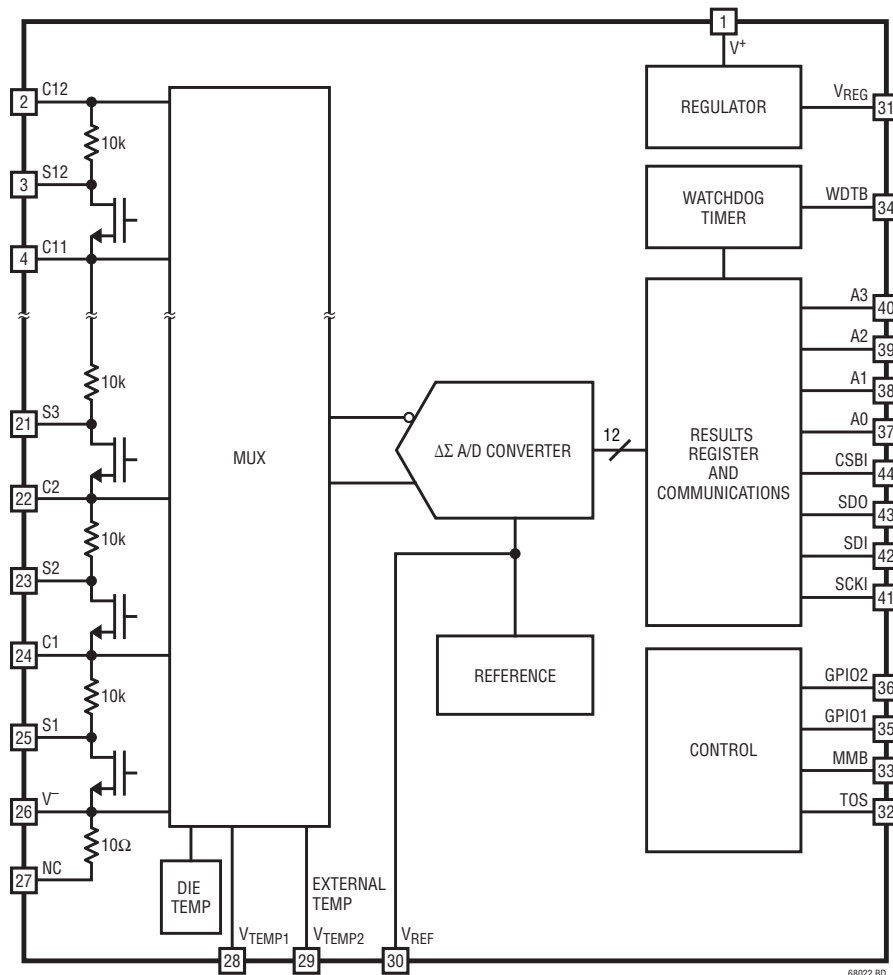 1
V+
2
C12
10k
3
S12
4
C11
10k
21
S3
22
C2
10k
23
S2
24
C1
10k
25
S1
26
V−
10Ω
27
NC
MUX
DIE
TEMP
EXTERNAL
TEMP
VTEMP1
28
VTEMP2
29
VREF
30
ΔΣ A/D CONVERTER
12
REFERENCE
REGULATOR
VREG
31
WATCHDOG
TIMER
WDTB
34
RESULTS
REGISTER
AND
COMMUNICATIONS
A3
40
A2
39
A1
38
A0
37
CSBI
44
SDO
43
SDI
42
SCKI
41
CONTROL
GPIO2
36
GPIO1
35
MMB
33
TOS
32
68022 BD